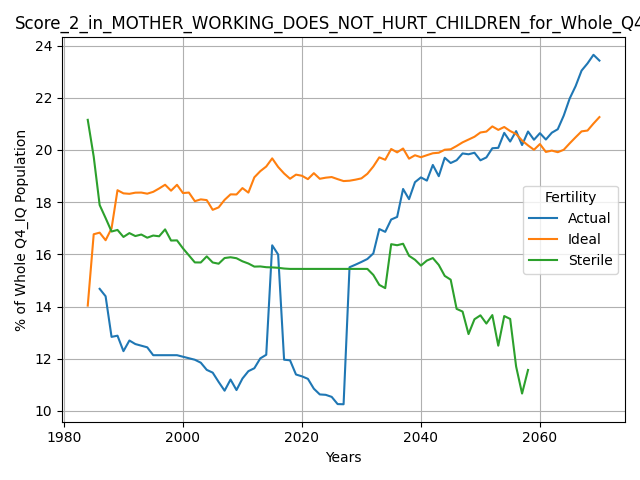 Score_2_in_MOTHER_WORKING_DOES_NOT_HURT_CHILDREN_for_Whole_Q4
% of Whole Q4_IQ Population
24
22
20
18
16
14
12
10
Fertility
Actual
Ideal
Sterile
1980 2000 2020 2040 2060
Years